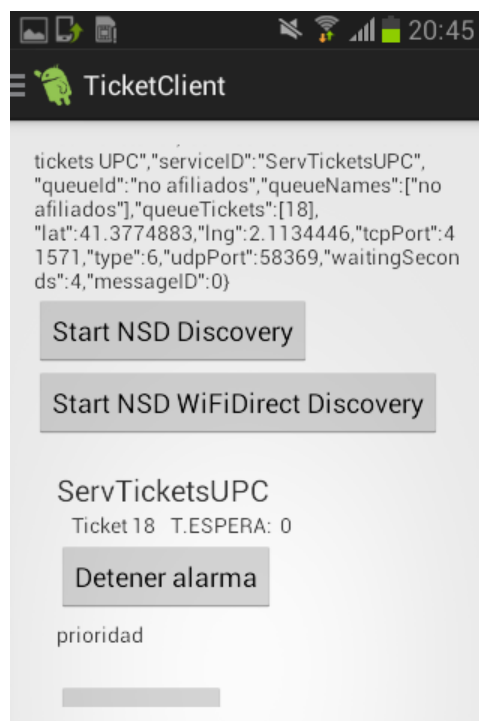 20:45
TicketClient
tickets UPC","serviceID":"ServTicketsUPC",
"queueId":"no afiliados","queueNames":["no
afiliados"],"queueTickets":[18],
"lat":41.3774883,"lng":2.1134446,"tcpPort":4
1571,"type":6,"udpPort":58369,"waitingSecon
ds":4,"messageID":0}
Start NSD Discovery
Start NSD WiFiDirect Discovery
ServTicketsUPC
Ticket 18 T.ESPERA: 0
Detener alarma
prioridad